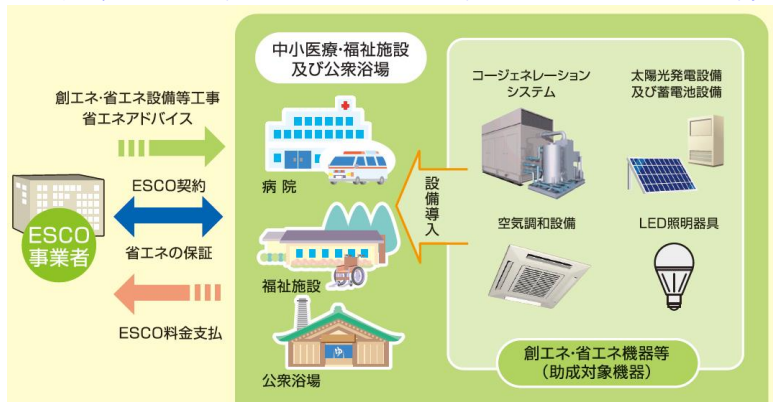 中小医療・福祉施設
及び公衆浴場
創エネ・省エネ設備等工事
省エネアドバイス
ESCO契約
省エネの保証
ESCO料金支払
ESCO
事業者
病院
福祉施設
ゆ
公衆浴場
設備導入
コージェネレーション
システム
太陽光発電設備
及び蓄電池設備
空気調和設備
LED照明器具
創エネ・省エネ機器等
(助成対象機器)